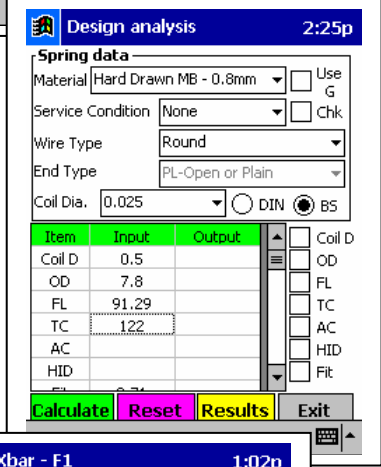 Design analysis 2:25p
Spring data
Material Hard Drawn MB - 0.8mm Use G
Service Condition None Chk
Wire Type Round
End Type PL-Open or Plain
Coil Dia. 0.025 DIN BS
Item Input Output Coil D
Coil D 0.5 OD
OD 7.8 FL
FL 91.29 TC
TC 122 AC
AC HID
HID Fit
Calculate Reset Results Exit
Xbar - F1 1:02p